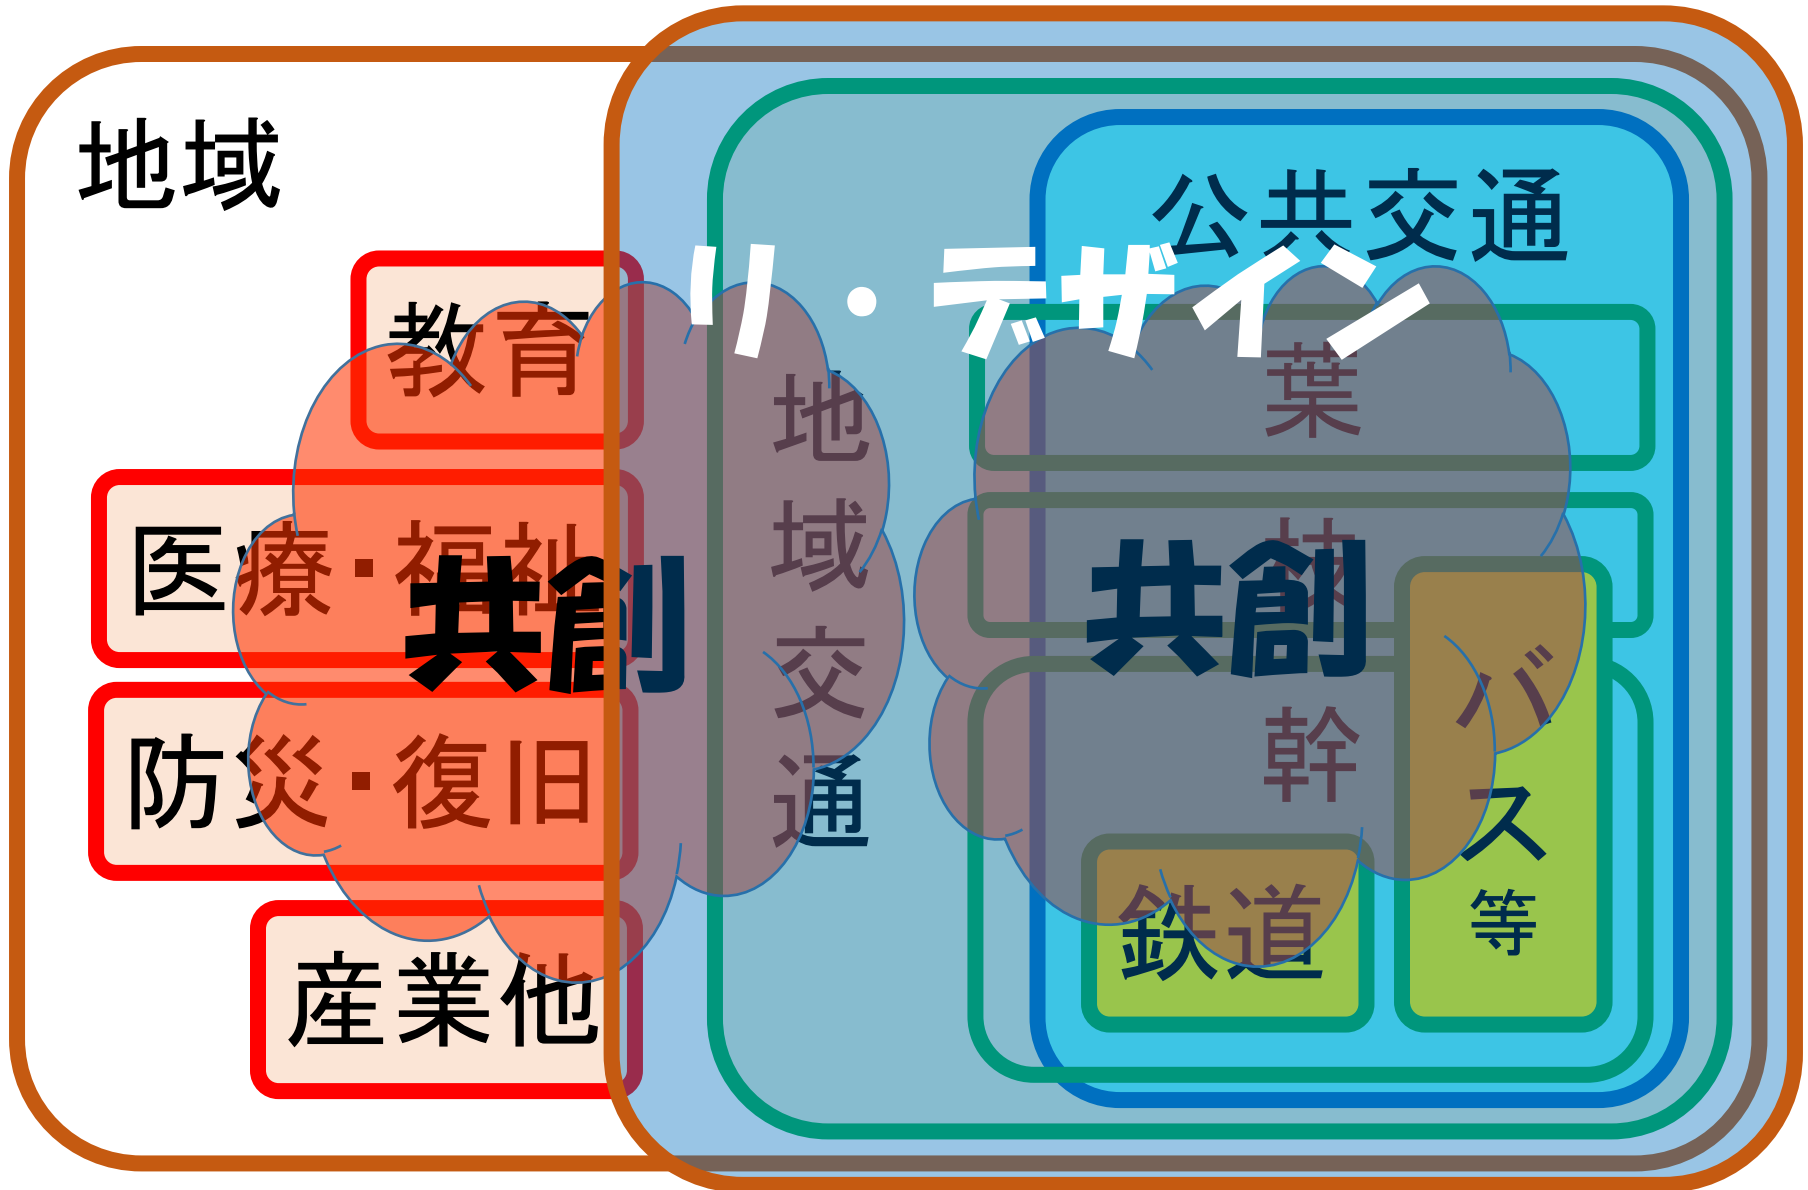 地域
公共交通
リ・デザイン
教育
医療・福祉
防災・復旧
産業他
共創
地域交通
共創
葉
枝
幹
鉄道
バス等